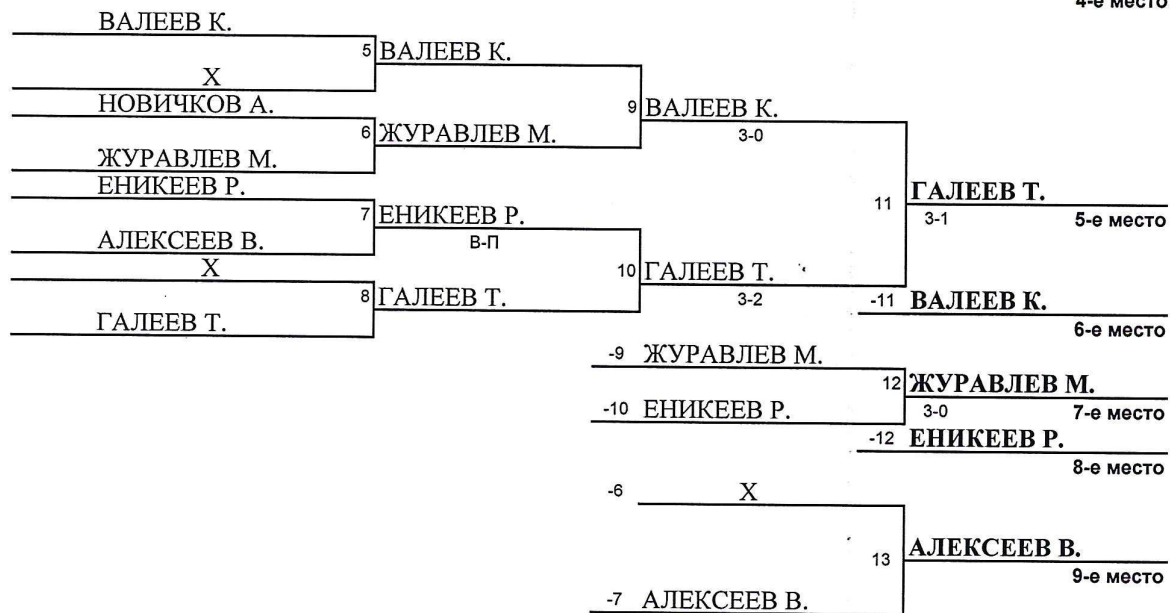 4-е место
ВАЛЕЕВ К.
5 ВАЛЕЕВ К.
X
НОВИЧКОВ А.
9 ВАЛЕЕВ К.
3-0
6 ЖУРАВЛЕВ М.
ЖУРАВЛЕВ М.
ЕНИКЕЕВ Р.
11 ГАЛЕЕВ Т.
3-1 5-е место
7 ЕНИКЕЕВ Р.
В-П
АЛЕКСЕЕВ В.
X
10 ГАЛЕЕВ Т.
3-2
8 ГАЛЕЕВ Т.
ГАЛЕЕВ Т.
-11 ВАЛЕЕВ К.
6-е место
-9 ЖУРАВЛЕВ М.
12 ЖУРАВЛЕВ М.
3-0 7-е место
-10 ЕНИКЕЕВ Р.
-12 ЕНИКЕЕВ Р.
8-е место
-6 X
13 АЛЕКСЕЕВ В.
9-е место
-7 АЛЕКСЕЕВ В.